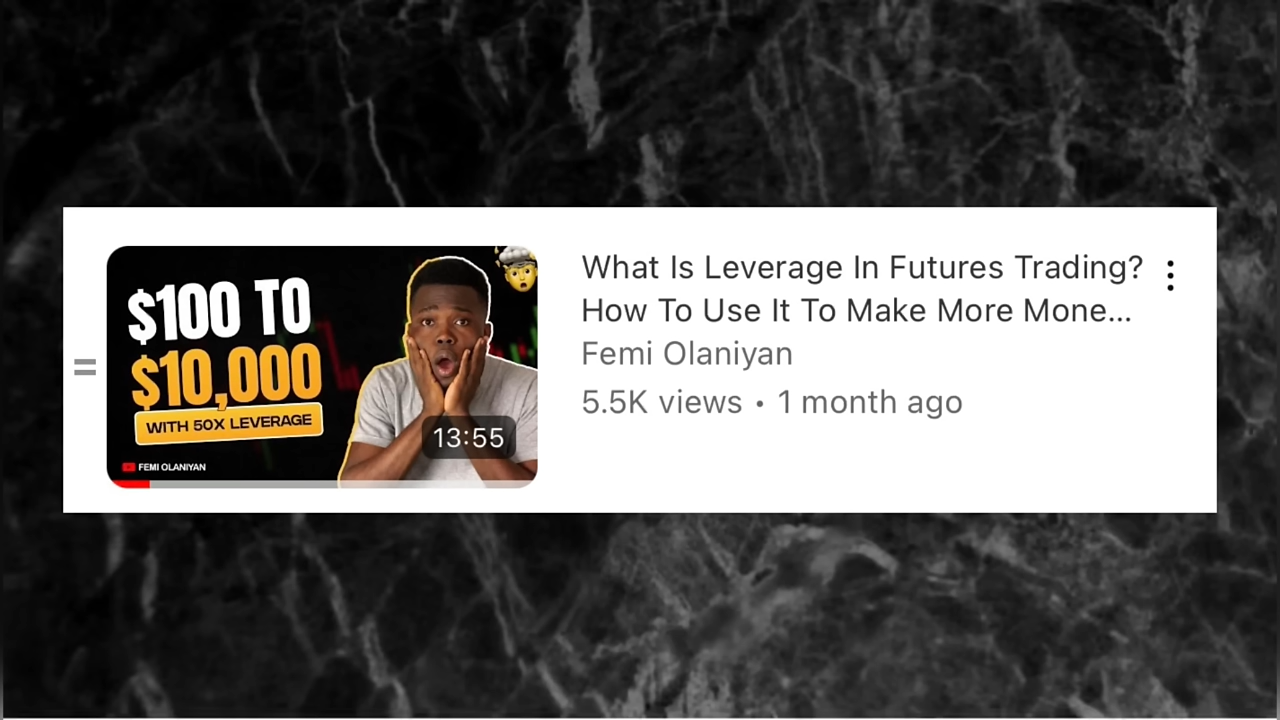 $100 TO
$10,000
WITH 50X LEVERAGE
FEMI OLANIYAN
13:55
What Is Leverage In Futures Trading?
How To Use It To Make More Mone...
Femi Olaniyan
5.5K views • 1 month ago